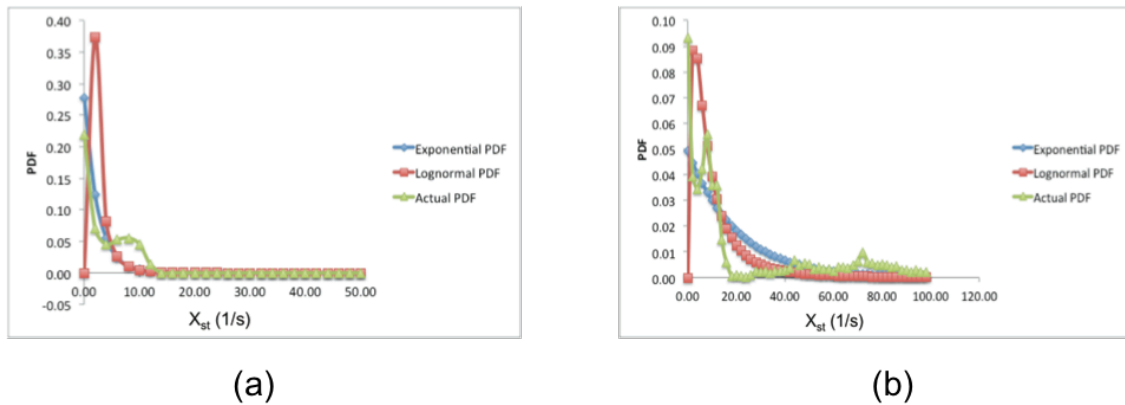 0.40
0.35
0.30
0.25
0.20
0.15
0.10
0.05
0.00
-0.05
PDF
0.00 10.00 20.00 30.00 40.00 50.00
X_st (1/s)
Exponential PDF
Lognormal PDF
Actual PDF
(a)
0.10
0.09
0.08
0.07
0.06
0.05
0.04
0.03
0.02
0.01
0.00
PDF
0.00 20.00 40.00 60.00 80.00 100.00 120.00
X_st (1/s)
Exponential PDF
Lognormal PDF
Actual PDF
(b)